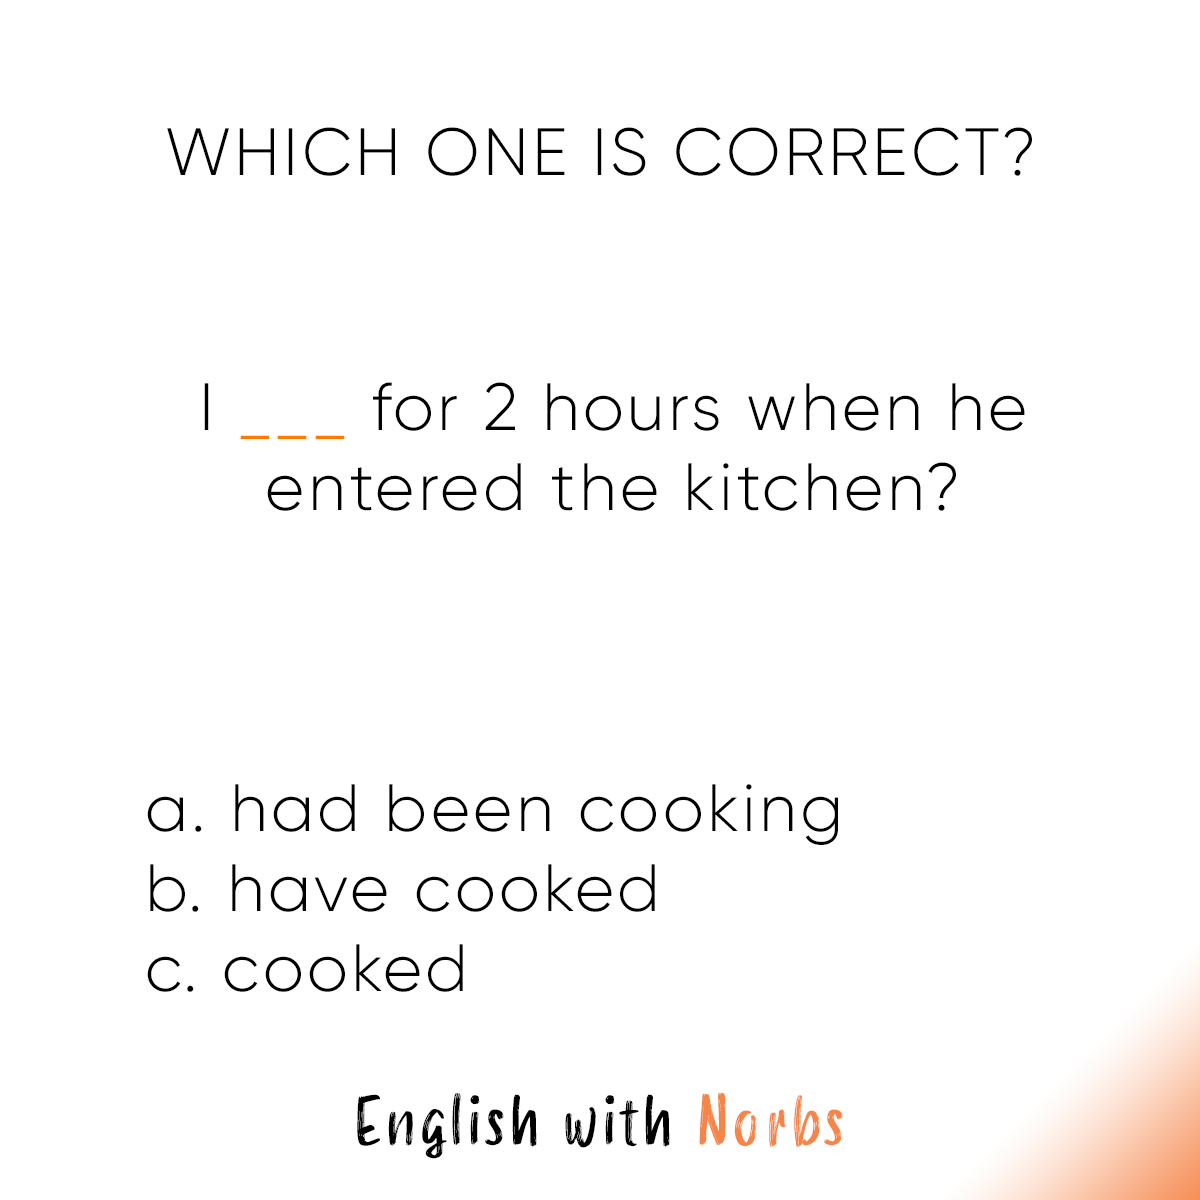 WHICH ONE IS CORRECT?
I ___ for 2 hours when he
entered the kitchen?
a. had been cooking
b. have cooked
c. cooked
English with Norbs